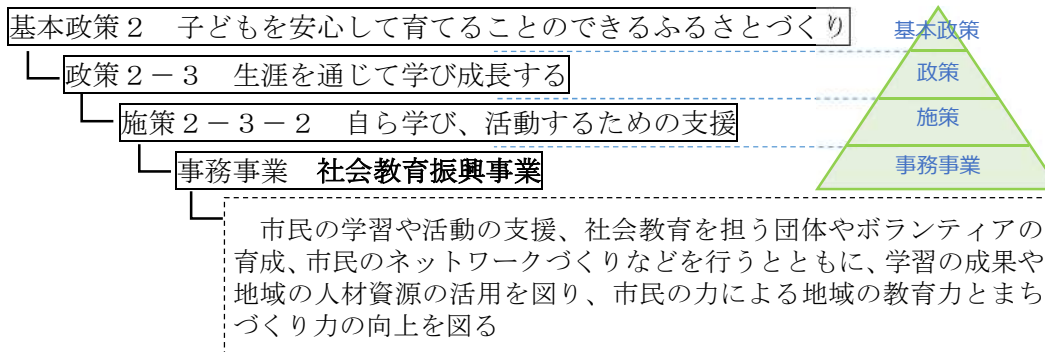 基本政策2　子どもを安心して育てることのできるふるさとづくり
政策2－3　生涯を通じて学び成長する
施策2－3－2　自ら学び、活動するための支援
事務事業　社会教育振興事業
市民の学習や活動の支援、社会教育を担う団体やボランティアの
育成、市民のネットワークづくりなどを行うとともに、学習の成果や
地域の人材資源の活用を図り、市民の力による地域の教育力とまち
づくり力の向上を図る
基本政策
政策
施策
事務事業